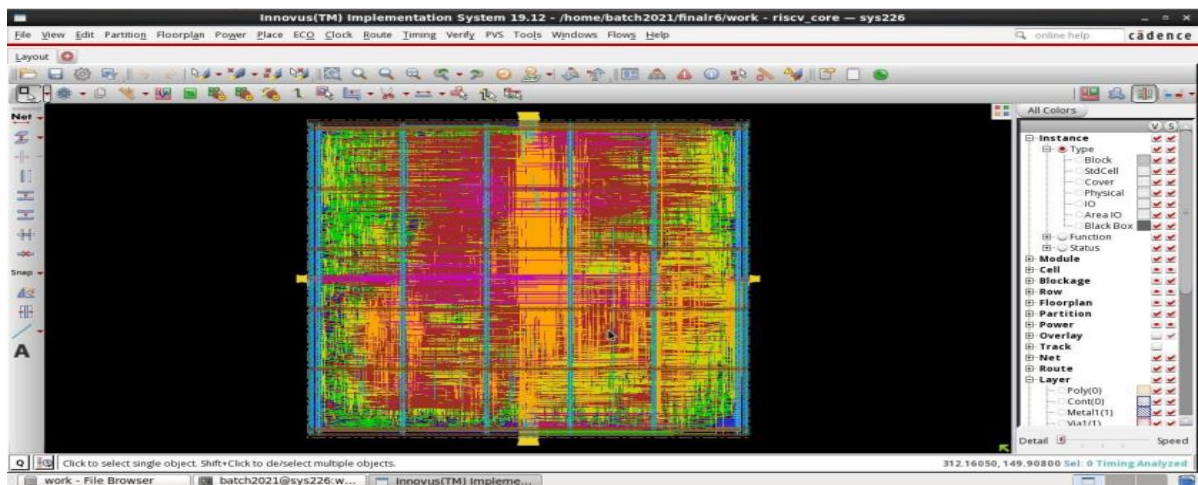 Innovus(TM) Implementation System 19.12 - /home/batch2021/finalr6/work - riscv_core — sys226
File View Edit Partition Floorplan Power Place ECO Clock Route Timing Verify PVS Tools Windows Flows Help
online help
cādence
Layout
All Colors
Net
V S
Instance
Type
Block
StdCell
Cover
Physical
IO
Area IO
Black Box
Function
Status
Module
Cell
Blockage
Row
Floorplan
Partition
Power
Overlay
Track
Net
Route
Layer
Poly(0)
Cont(0)
Metal1(1)
Via1(1)
Snap
A
Detail
Speed
Q
Click to select single object. Shift+Click to de/select multiple objects.
312.16050, 149.90800 Sel: 0 Timing Analyzed
work - File Browser
batch2021@sys226:w...
Innovus(TM) Impleme...